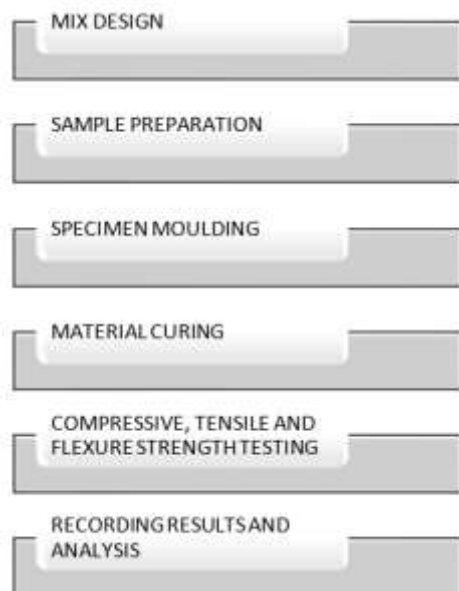 MIX DESIGN
SAMPLE PREPARATION
SPECIMEN MOULDING
MATERIAL CURING
COMPRESSIVE, TENSILE AND
FLEXURE STRENGTH TESTING
RECORDING RESULTS AND
ANALYSIS